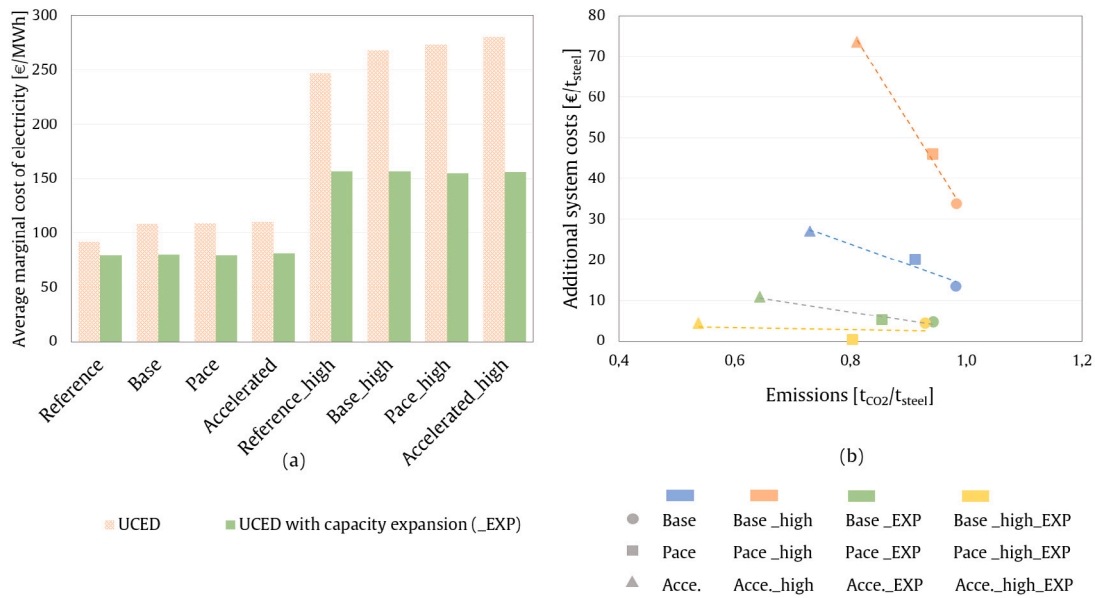 Average marginal cost of electricity [€/MWh]
300
250
200
150
100
50
0
Reference
Base
Pace
Accelerated
Reference_high
Base_high
Pace_high
Accelerated_high
(a)
UCED
UCED with capacity expansion (_EXP)
Additional system costs [€/tsteel]
80
70
60
50
40
30
20
10
0
0,4 0,6 0,8 1,0 1,2
Emissions [tCO2/tsteel]
(b)
Base Base _high Base _EXP Base _high_EXP
Pace Pace _high Pace _EXP Pace _high_EXP
Acce. Acce._high Acce._EXP Acce._high_EXP